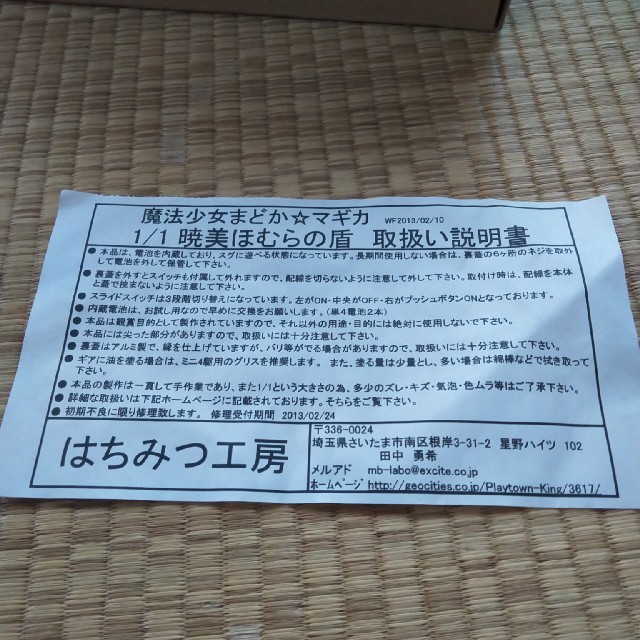 魔法少女まどか☆マギカ WF2013/02/10
1/1 暁美ほむらの盾 取扱い説明書
● 本品は、電池を内蔵しており、スグに遊べる状態になっています。長期間使用しない場合は、裏蓋の6ヶ所のネジを取外
して電池を外して保管して下さい。
● 裏蓋を外すとスイッチも付属して外れますので、配線を切らないように注意して外して下さい。取付け時は、配線を本体
と蓋で挟まないように注意して下さい。
● スライドスイッチは3段階切り替えになっています。左がON・中央がOFF・右がプッシュボタンONとなっております。
● 内蔵電池は、お試し用なので早めに交換をお願いします。(単4電池2本)
● 本品は観賞目的として製作されていますので、それ以外の用途・目的には絶対に使用しないで下さい。
● 本品には尖った部分がありますので、取扱いには十分注意して下さい。
● 裏蓋はアルミ製で、縁を仕上げていますが、バリ等がでる場合がありますので、取扱いには十分注意して下さい。
● ギアに油を塗る場合は、ミニ4駆用のグリスを推奨します。また、塗る量は少量とし、多い場合は綿棒などで拭き取って
下さい。
● 本品の製作は一貫して手作業であり、また1/1という大きさの為、多少のズレ・キズ・気泡・色ムラ等はご了承下さい。
● 詳細な取扱いは下記ホームページに記載されております。そちらをご覧下さい。
● 初期不良に限り修理致します。 修理受付期間 2013/02/24
はちみつ工房
〒336-0024
埼玉県さいたま市南区根岸3-31-2 星野ハイツ 102
田中 勇希
メルアド mb-labo@excite.co.jp
ホームページ http://geocities.co.jp/Playtown-King/3617/